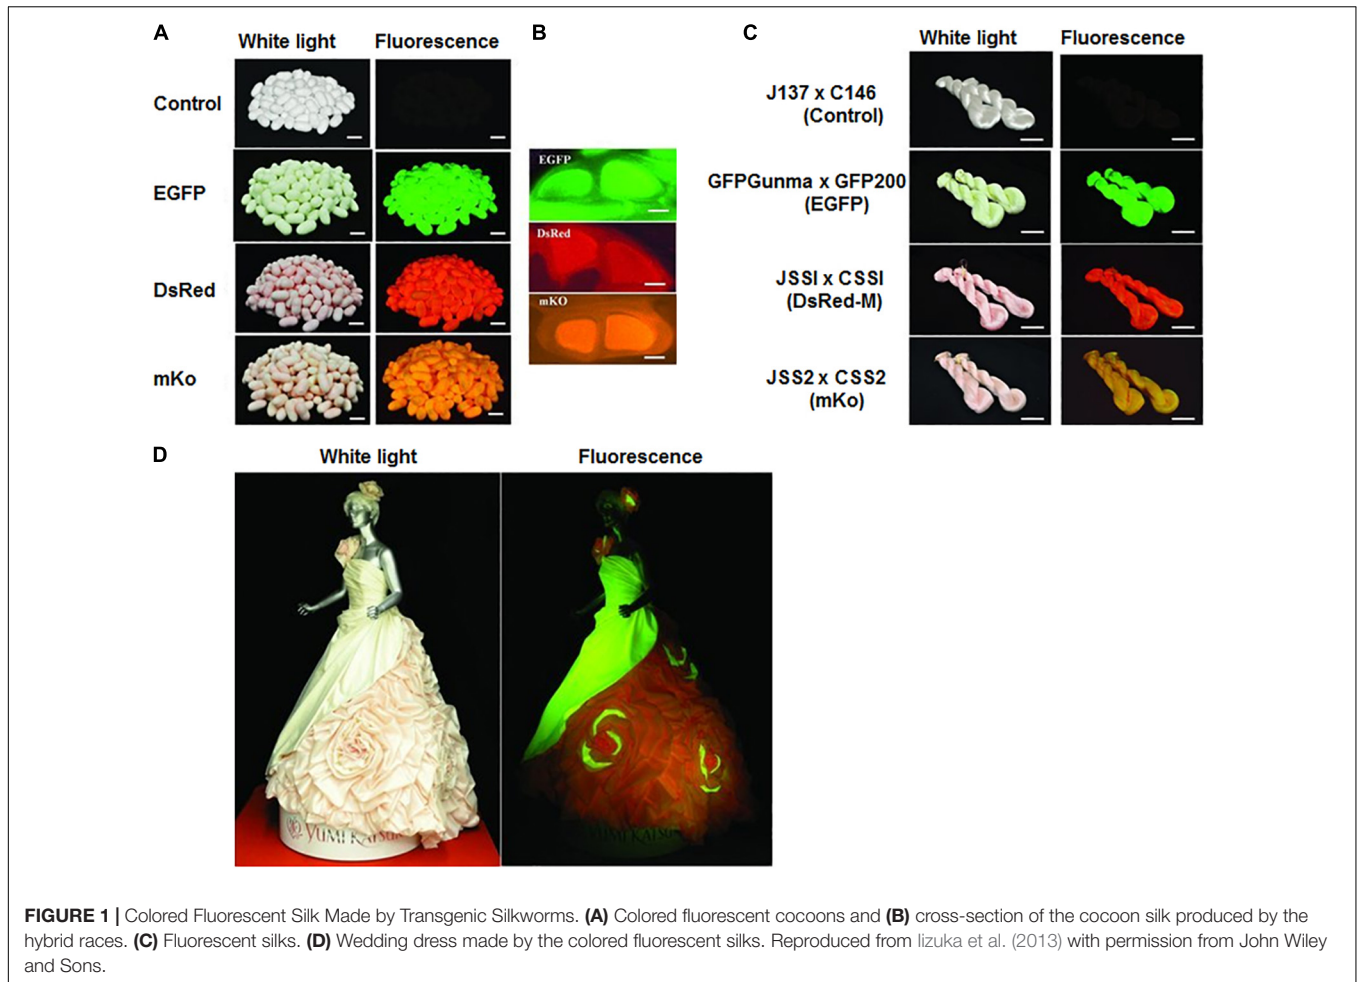 A
White light
Fluorescence
Control
EGFP
DsRed
mKo
B
EGFP
DsRed
mKO
C
White light
Fluorescence
J137 x C146
(Control)
GFPGunma x GFP200
(EGFP)
JSSI x CSSI
(DsRed-M)
JSS2 x CSS2
(mKo)
D
White light
Fluorescence
YUMI KATSURA
FIGURE 1 | Colored Fluorescent Silk Made by Transgenic Silkworms. (A) Colored fluorescent cocoons and (B) cross-section of the cocoon silk produced by the
hybrid races. (C) Fluorescent silks. (D) Wedding dress made by the colored fluorescent silks. Reproduced from Iizuka et al. (2013) with permission from John Wiley
and Sons.